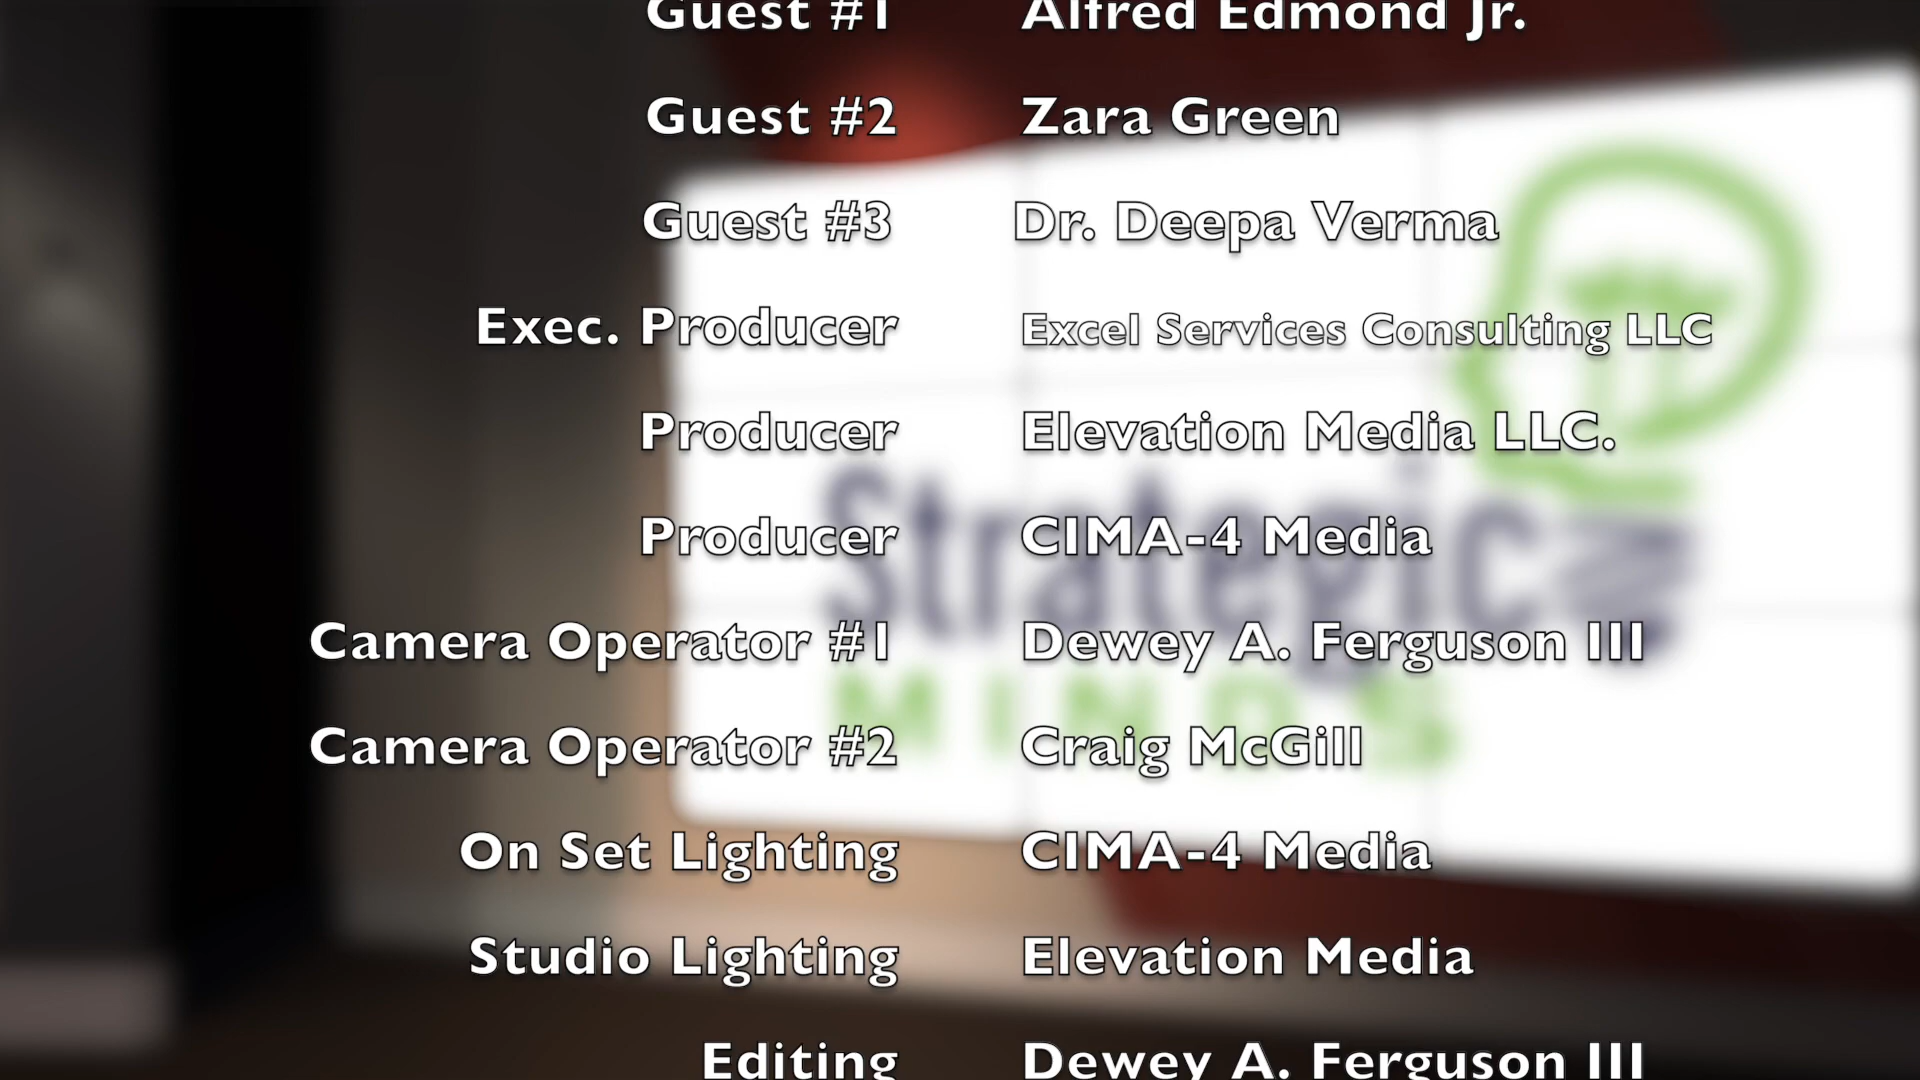 Guest #1 Alfred Edmond Jr.
Guest #2 Zara Green
Guest #3 Dr. Deepa Verma
Exec. Producer Excel Services Consulting LLC
Producer Elevation Media LLC.
Producer CIMA-4 Media
Camera Operator #1 Dewey A. Ferguson III
Camera Operator #2 Craig McGill
On Set Lighting CIMA-4 Media
Studio Lighting Elevation Media
Editing Dewey A. Ferguson III
Strategic
MINDS